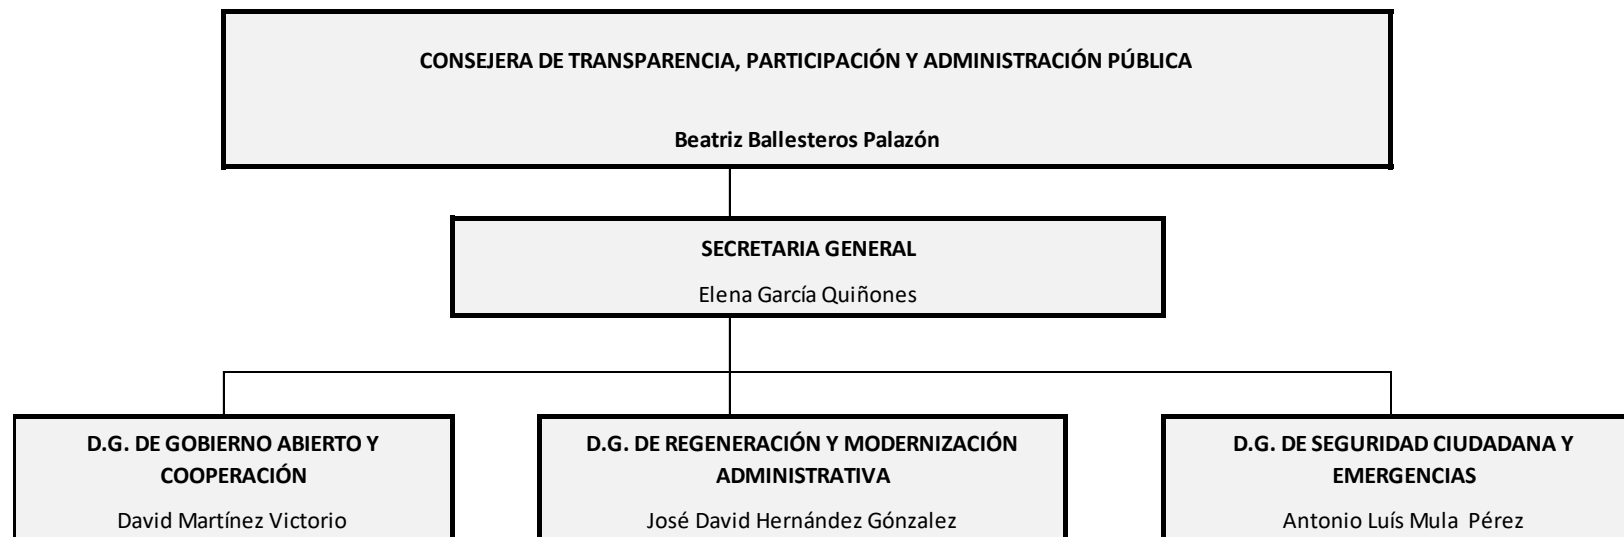 CONSEJERA DE TRANSPARENCIA, PARTICIPACIÓN Y ADMINISTRACIÓN PÚBLICA
Beatriz Ballesteros Palazón
SECRETARIA GENERAL
Elena García Quiñones
D.G. DE GOBIERNO ABIERTO Y
COOPERACIÓN
David Martínez Victorio
D.G. DE REGENERACIÓN Y MODERNIZACIÓN
ADMINISTRATIVA
José David Hernández Gónzalez
D.G. DE SEGURIDAD CIUDADANA Y
EMERGENCIAS
Antonio Luís Mula  Pérez